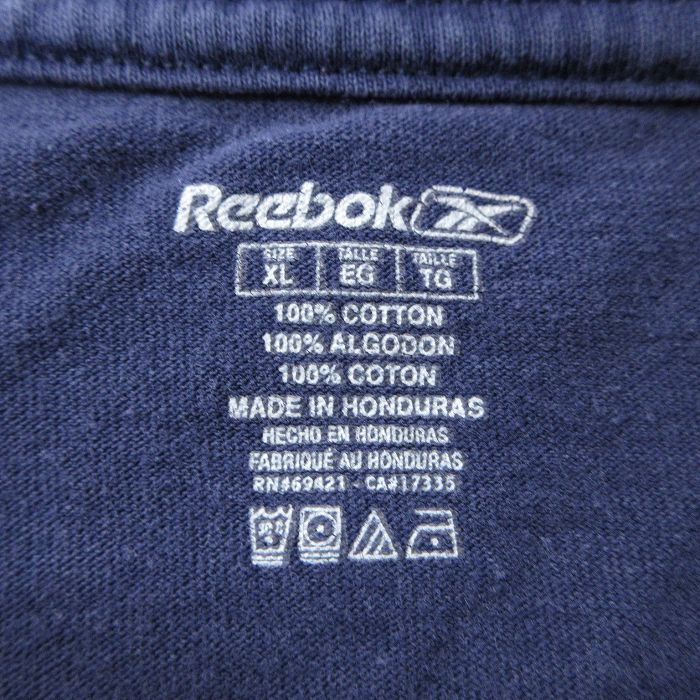 Reebok
SIZE TALLE TAILLE
XL EG TG
100% COTTON
100% ALGODON
100% COTON
MADE IN HONDURAS
HECHO EN HONDURAS
FABRIQUÉ AU HONDURAS
RN#69421 - CA#17335